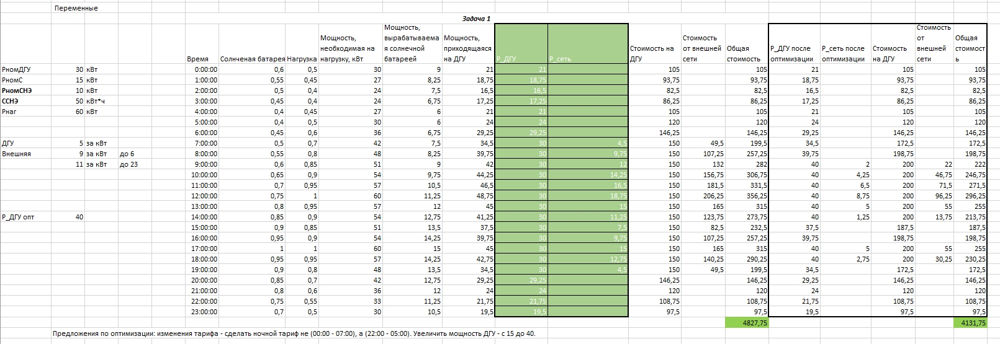 Переменные
Задача 1
Время Солнченая батарея Нагрузка Мощность, необходимая на нагрузку, кВт Мощность, вырабатываемая солнечной батареей Мощность, приходящаяся на ДГУ Р_ДГУ Р_сеть Стоимость на ДГУ Стоимость от внешней сети Общая стоимость Р_ДГУ после оптимизации Р_сеть после оптимизации Стоимость на ДГУ Стоимость от внешней сети Общая стоимость
РномДГУ 30 кВт 0:00:00 0,6 0,5 30 9 21 21 105 105 21 105 105
РномС 15 кВт 1:00:00 0,55 0,45 27 8,25 18,75 18,75 93,75 93,75 18,75 93,75 93,75
РномСНЭ 10 кВт 2:00:00 0,5 0,4 24 7,5 16,5 16,5 82,5 82,5 16,5 82,5 82,5
ССНЭ 50 кВт*ч 3:00:00 0,45 0,4 24 6,75 17,25 17,25 86,25 86,25 17,25 86,25 86,25
Рнаг 60 кВт 4:00:00 0,4 0,45 27 6 21 21 105 105 21 105 105
5:00:00 0,4 0,5 30 6 24 24 120 120 24 120 120
6:00:00 0,45 0,6 36 6,75 29,25 29,25 146,25 146,25 29,25 146,25 146,25
ДГУ 5 за кВт 7:00:00 0,5 0,7 42 7,5 34,5 30 4,5 150 49,5 199,5 34,5 172,5 172,5
Внешняя 9 за кВт до 6 8:00:00 0,55 0,8 48 8,25 39,75 30 9,75 150 107,25 257,25 39,75 198,75 198,75
11 за кВт до 23 9:00:00 0,6 0,85 51 9 42 30 12 150 132 282 40 2 200 22 222
10:00:00 0,65 0,9 54 9,75 44,25 30 14,25 150 156,75 306,75 40 4,25 200 46,75 246,75
11:00:00 0,7 0,95 57 10,5 46,5 30 16,5 150 181,5 331,5 40 6,5 200 71,5 271,5
12:00:00 0,75 1 60 11,25 48,75 30 18,75 150 206,25 356,25 40 8,75 200 96,25 296,25
13:00:00 0,8 0,95 57 12 45 30 15 150 165 315 40 5 200 55 255
Р_ДГУ опт 40 14:00:00 0,85 0,9 54 12,75 41,25 30 11,25 150 123,75 273,75 40 1,25 200 13,75 213,75
15:00:00 0,9 0,85 51 13,5 37,5 30 7,5 150 82,5 232,5 37,5 187,5 187,5
16:00:00 0,95 0,9 54 14,25 39,75 30 9,75 150 107,25 257,25 39,75 198,75 198,75
17:00:00 1 1 60 15 45 30 15 150 165 315 40 5 200 55 255
18:00:00 0,95 0,95 57 14,25 42,75 30 12,75 150 140,25 290,25 40 2,75 200 30,25 230,25
19:00:00 0,9 0,8 48 13,5 34,5 30 4,5 150 49,5 199,5 34,5 172,5 172,5
20:00:00 0,85 0,7 42 12,75 29,25 29,25 146,25 146,25 29,25 146,25 146,25
21:00:00 0,8 0,6 36 12 24 24 120 120 24 120 120
22:00:00 0,75 0,55 33 11,25 21,75 21,75 108,75 108,75 21,75 108,75 108,75
23:00:00 0,7 0,5 30 10,5 19,5 19,5 97,5 97,5 19,5 97,5 97,5
4827,75 4131,75
Предложения по оптимизации: изменения тарифа - сделать ночной тариф не (00:00 - 07:00), а (22:00 - 05:00). Увеличить мощность ДГУ - с 15 до 40.